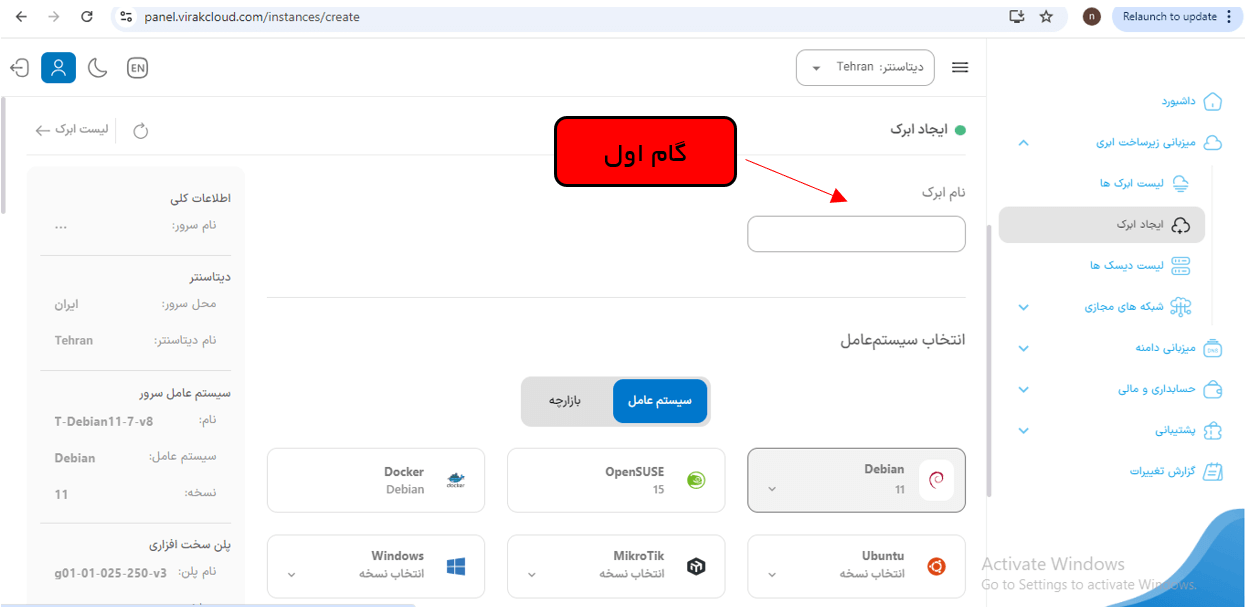 panel.virakcloud.com/instances/create
n
Relaunch to update
EN
دیتاسنتر: Tehran
داشبورد
میزبانی زیرساخت ابری
لیست ابرک ها
ایجاد ابرک
لیست دیسک ها
شبکه های مجازی
میزبانی دامنه
حسابداری و مالی
پشتیبانی
گزارش تغییرات
ایجاد ابرک
لیست ابرک
گام اول
نام ابرک
انتخاب سیستم‌عامل
سیستم عامل
بازارچه
Debian
11
OpenSUSE
15
Docker
Debian
Ubuntu
انتخاب نسخه
MikroTik
انتخاب نسخه
Windows
انتخاب نسخه
اطلاعات کلی
نام سرور: ...
دیتاسنتر
محل سرور: ایران
نام دیتاسنتر: Tehran
سیستم عامل سرور
نام: T-Debian11-7-v8
سیستم عامل: Debian
نسخه: 11
پلن سخت افزاری
نام پلن: g01-01-025-250-v3
Activate Windows
Go to Settings to activate Windows.